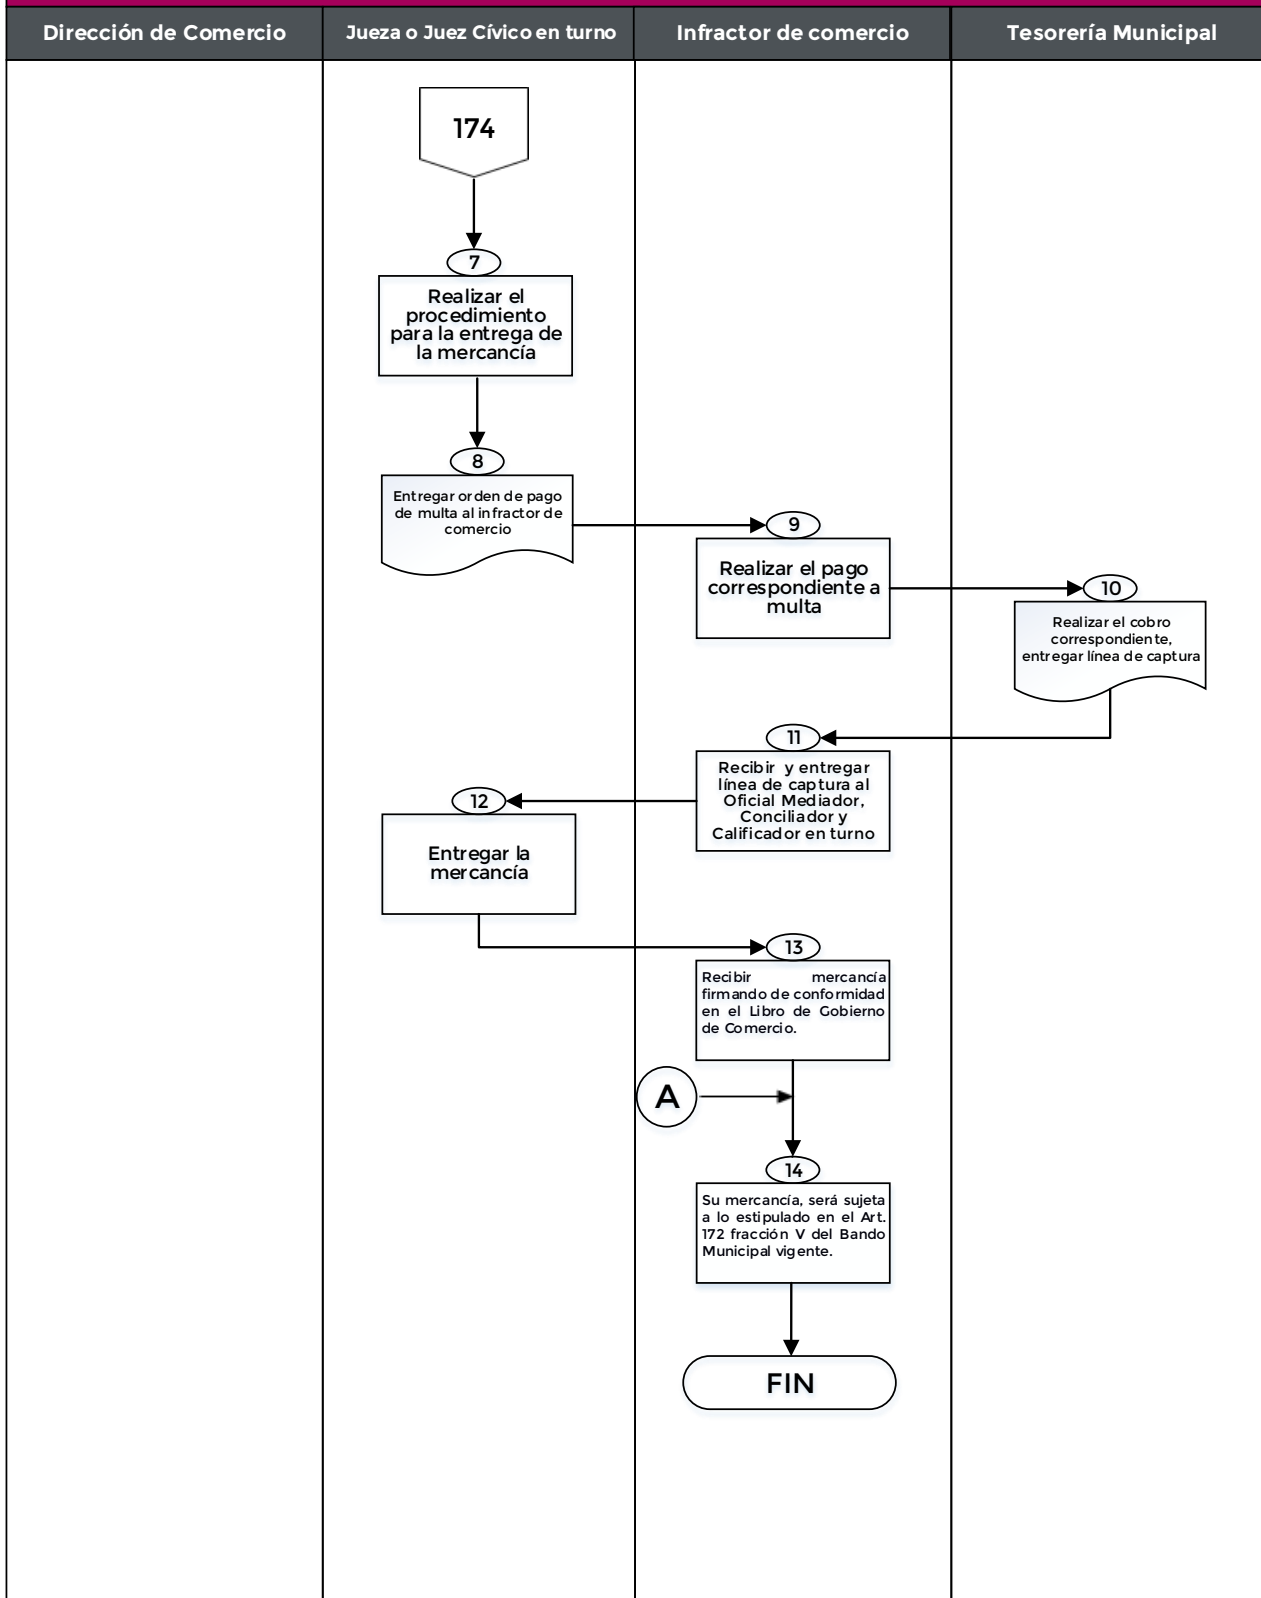 Dirección de Comercio
Jueza o Juez Cívico en turno
Infractor de comercio
Tesorería Municipal
174
7
Realizar el
procedimiento
para la entrega de
la mercancía
8
Entregar orden de pago
de multa al infractor de
comercio
9
Realizar el pago
correspondiente a
multa
10
Realizar el cobro
correspondiente,
entregar línea de captura
11
Recibir y entregar
línea de captura al
Oficial Mediador,
Conciliador y
Calificador en turno
12
Entregar la
mercancía
13
Recibir mercancía
firmando de conformidad
en el Libro de Gobierno
de Comercio.
A
14
Su mercancía, será sujeta
a lo estipulado en el Art.
172 fracción V del Bando
Municipal vigente.
FIN